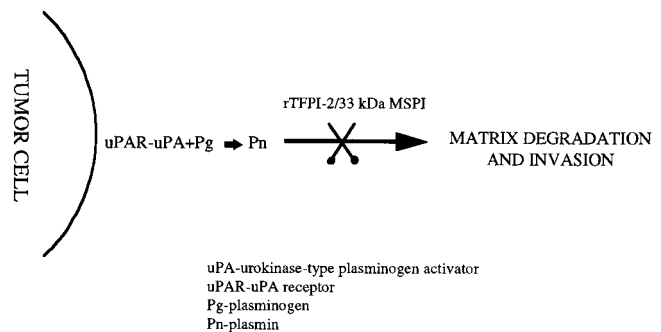 TUMOR CELL
rTFPI-2/33 kDa MSPI
uPAR-uPA+Pg
Pn
MATRIX DEGRADATION
AND INVASION
uPA-urokinase-type plasminogen activator
uPAR-uPA receptor
Pg-plasminogen
Pn-plasmin